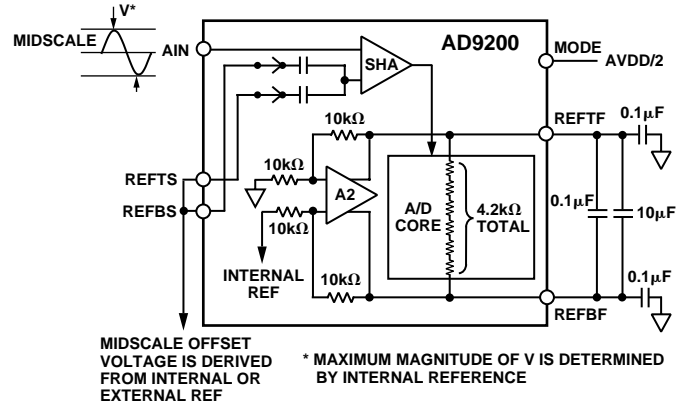 V*
MIDSCALE
AIN
AD9200
SHA
MODE
AVDD/2
REFTF
0.1µF
10kΩ
10kΩ
REFTS
REFBS
A2
10kΩ
A/D
CORE
4.2kΩ
TOTAL
0.1µF
10µF
INTERNAL
REF
10kΩ
0.1µF
REFBF
MIDSCALE OFFSET
VOLTAGE IS DERIVED
FROM INTERNAL OR
EXTERNAL REF
* MAXIMUM MAGNITUDE OF V IS DETERMINED
BY INTERNAL REFERENCE